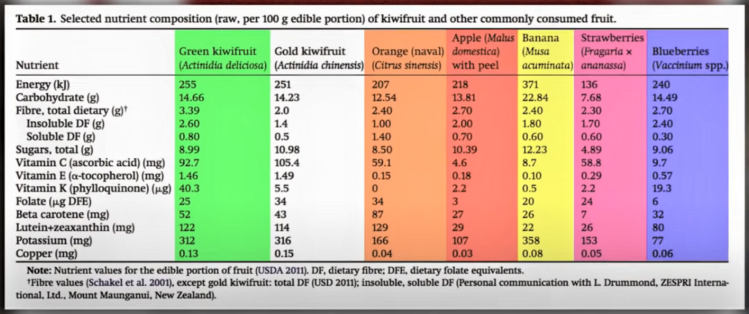 Table 1. Selected nutrient composition (raw, per 100 g edible portion) of kiwifruit and other commonly consumed fruit.
Nutrient Green kiwifruit (Actinidia deliciosa) Gold kiwifruit (Actinidia chinensis) Orange (naval) (Citrus sinensis) Apple (Malus domestica) with peel Banana (Musa acuminata) Strawberries (Fragaria × ananassa) Blueberries (Vaccinium spp.)
Energy (kJ) 255 251 207 218 371 136 240
Carbohydrate (g) 14.66 14.23 12.54 13.81 22.84 7.68 14.49
Fibre, total dietary (g)† 3.39 2.0 2.40 2.70 2.40 2.30 2.70
Insoluble DF (g) 2.60 1.4 1.00 2.00 1.80 1.70 2.40
Soluble DF (g) 0.80 0.5 1.40 0.70 0.60 0.60 0.30
Sugars, total (g) 8.99 10.98 8.50 10.39 12.23 4.89 9.06
Vitamin C (ascorbic acid) (mg) 92.7 105.4 59.1 4.6 8.7 58.8 9.7
Vitamin E (α-tocopherol) (mg) 1.46 1.49 0.15 0.18 0.10 0.29 0.57
Vitamin K (phylloquinone) (μg) 40.3 5.5 0 2.2 0.5 2.2 19.3
Folate (μg DFE) 25 34 34 3 20 24 6
Beta carotene (mg) 52 43 87 27 26 7 32
Lutein+zeaxanthin (mg) 122 114 129 29 22 26 80
Potassium (mg) 312 316 166 107 358 153 77
Copper (mg) 0.13 0.15 0.04 0.03 0.08 0.05 0.06
Note: Nutrient values for the edible portion of fruit (USDA 2011). DF, dietary fibre; DFE, dietary folate equivalents.
†Fibre values (Schakel et al. 2001), except gold kiwifruit: total DF (USD 2011); insoluble, soluble DF (Personal communication with L. Drummond, ZESPRI Interna-
tional, Ltd., Mount Maunganui, New Zealand).